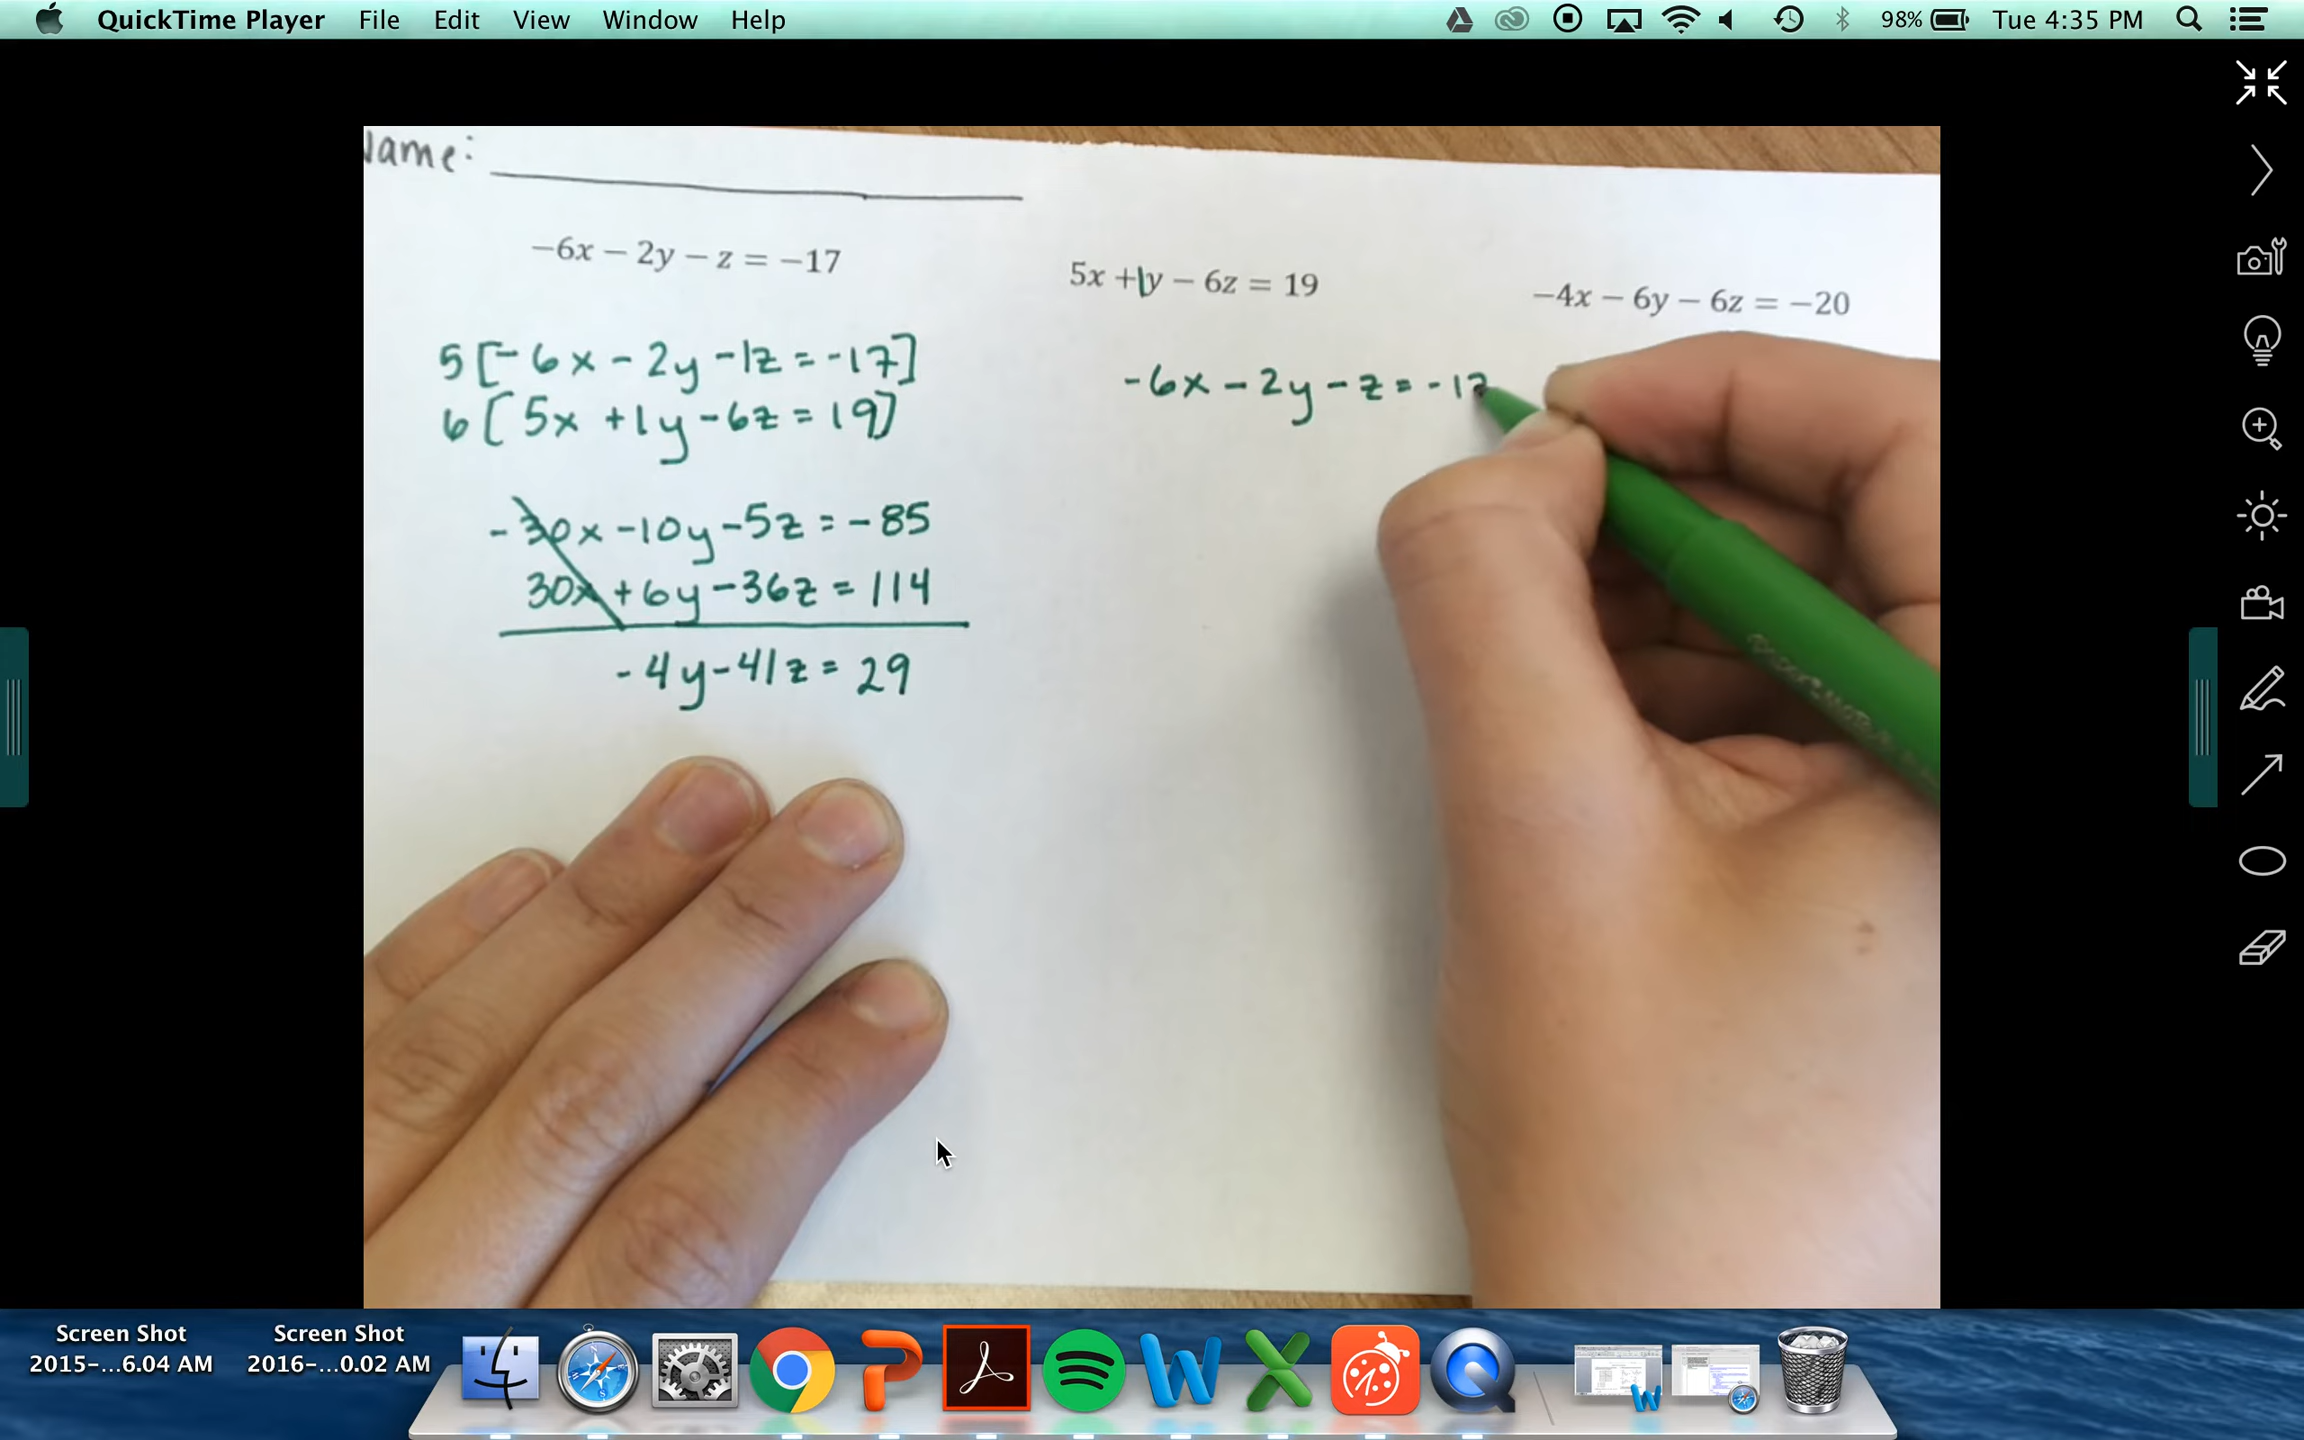 QuickTime Player File Edit View Window Help 98% Tue 4:35 PM
Name:
−6x − 2y − z = −17
5x + 1y − 6z = 19
−4x − 6y − 6z = −20
5[-6x - 2y - 1z = -17]
6[5x + 1y - 6z = 19]
-30x - 10y - 5z = -85
30x + 6y - 36z = 114
-4y - 41z = 29
-6x - 2y - z = -17
Screen Shot
2015-...6.04 AM
Screen Shot
2016-...0.02 AM